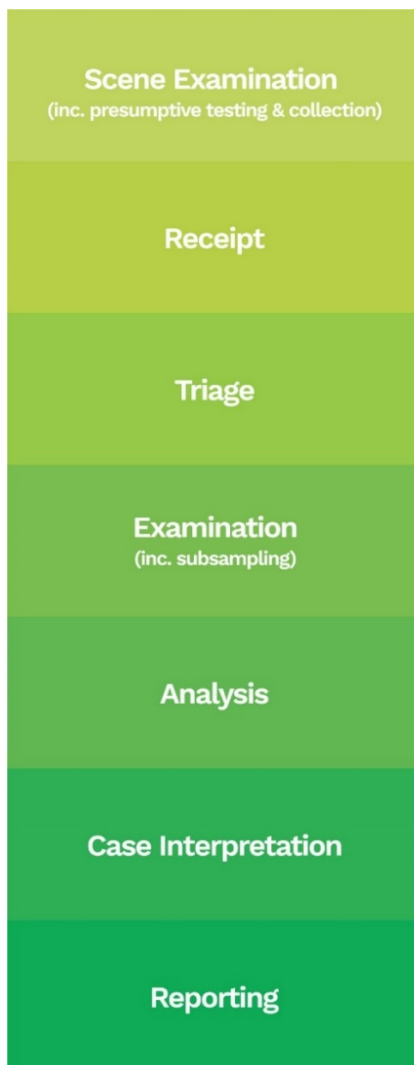 Scene Examination
(inc. presumptive testing & collection)
Receipt
Triage
Examination
(inc. subsampling)
Analysis
Case Interpretation
Reporting